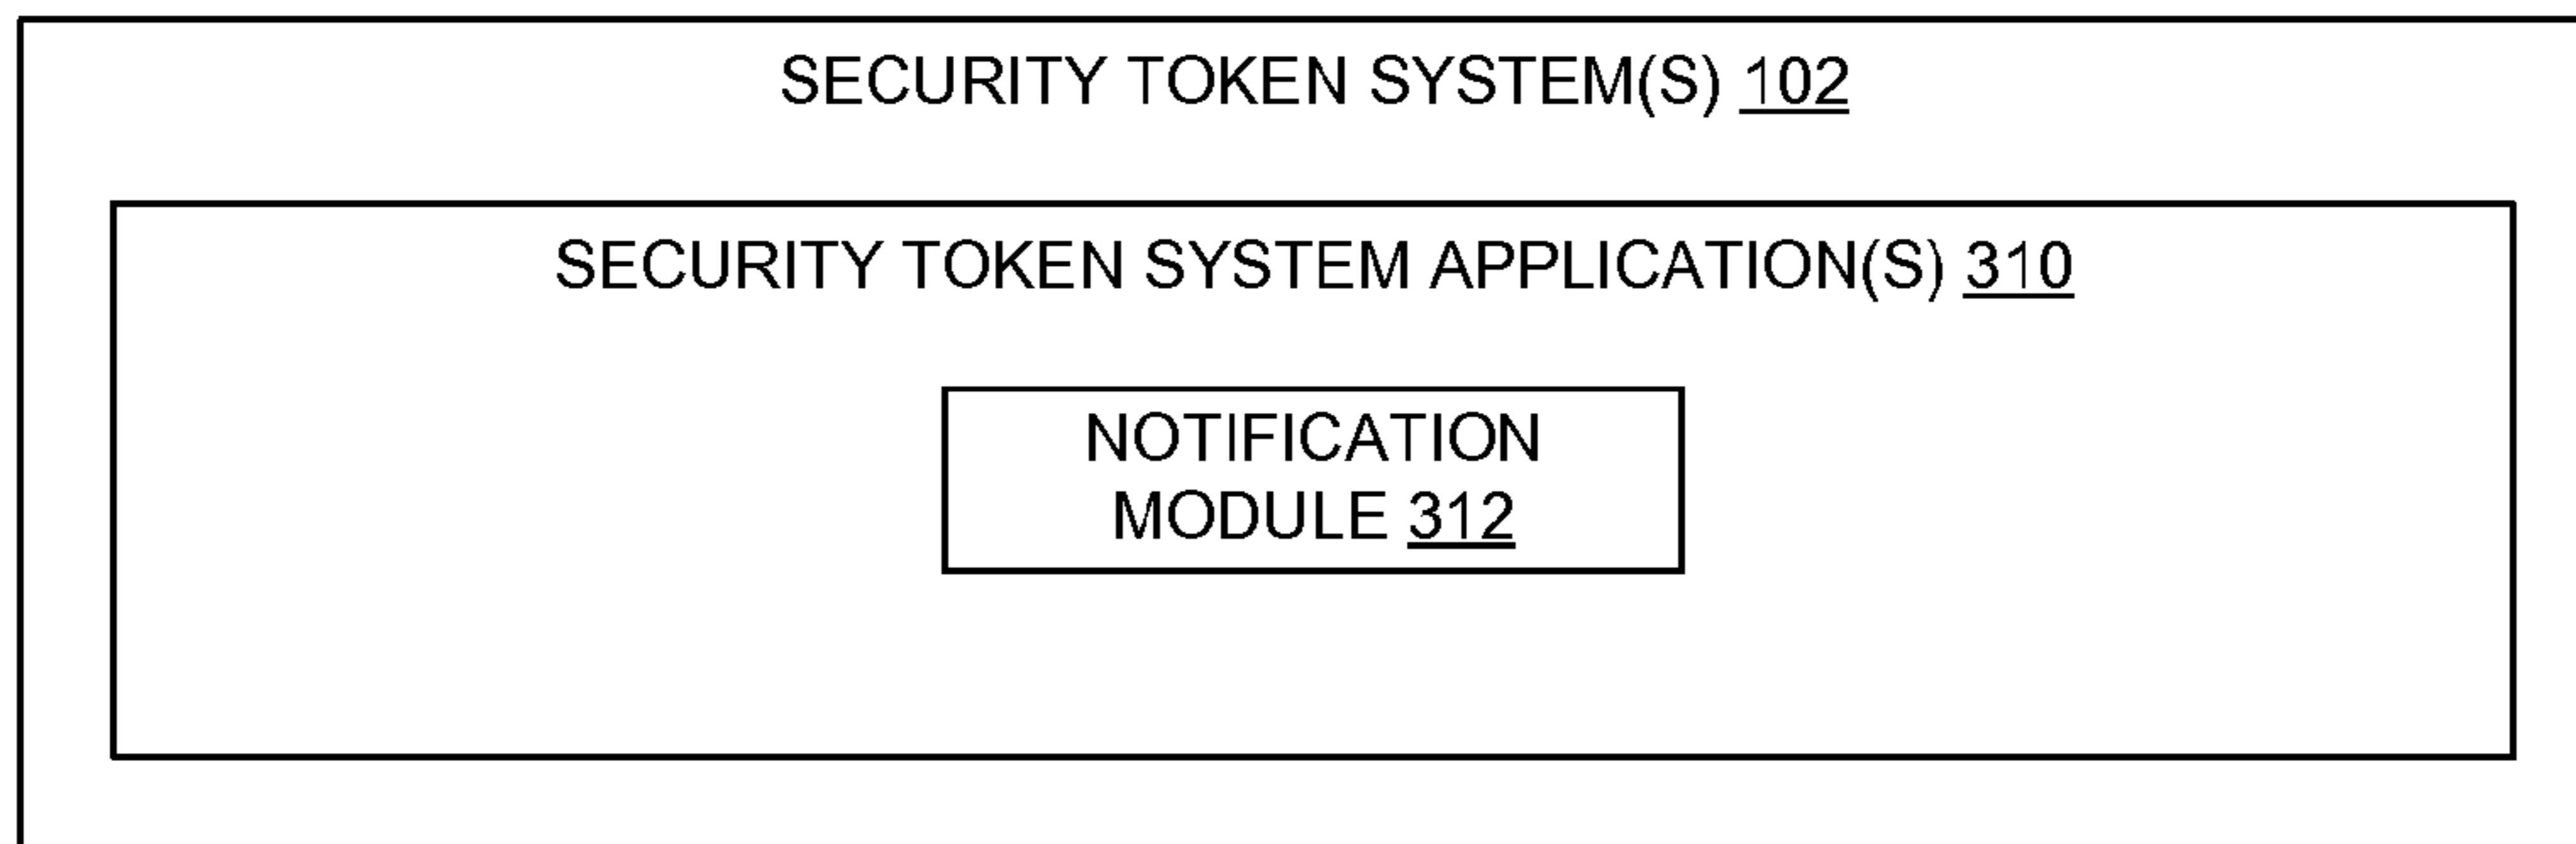 SECURITY TOKEN SYSTEM(S) 102
SECURITY TOKEN SYSTEM APPLICATION(S) 310
NOTIFICATION
MODULE 312